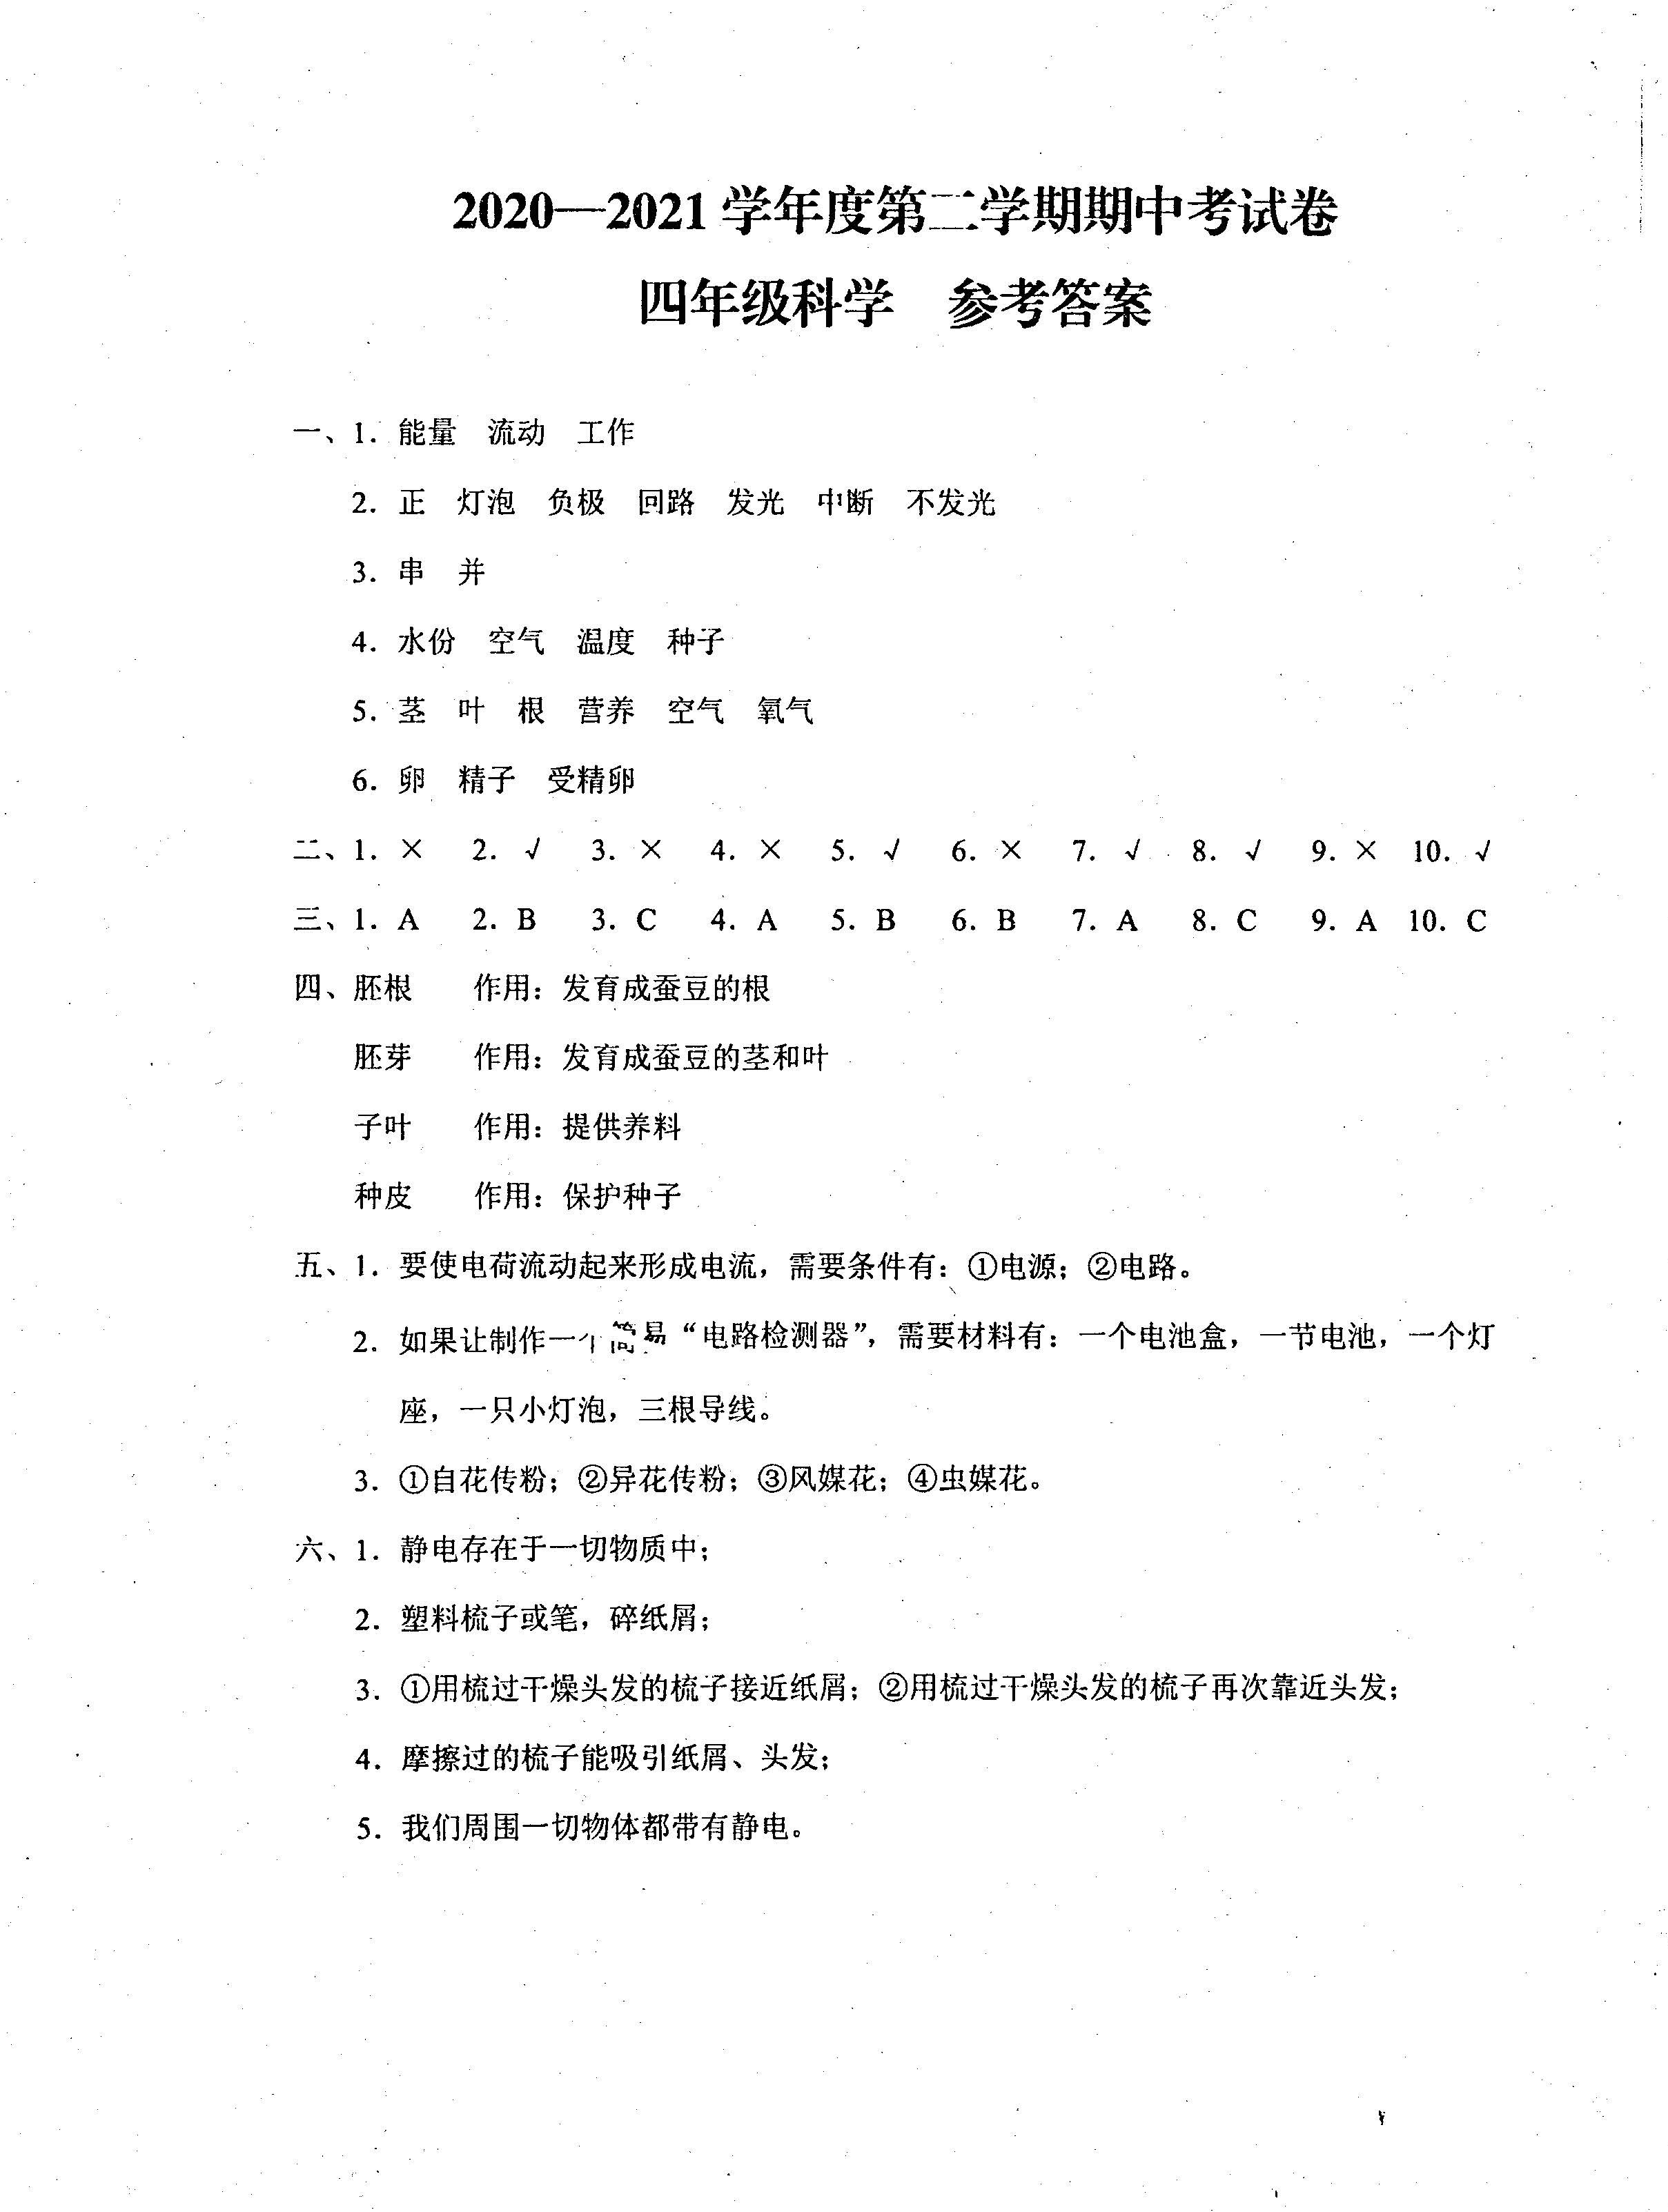 2020—2021 学年度第二学期期中考试卷
四年级科学 参考答案
一、1. 能量 流动 工作
2. 正 灯泡 负极 回路 发光 中断 不发光
3. 串 并
4. 水份 空气 温度 种子
5. 茎 叶 根 营养 空气 氧气
6. 卵 精子 受精卵
二、1. × 2. √ 3. × 4. × 5. √ 6. × 7. √ 8. √ 9. × 10. √
三、1. A 2. B 3. C 4. A 5. B 6. B 7. A 8. C 9. A 10. C
四、胚根 作用：发育成蚕豆的根
胚芽 作用：发育成蚕豆的茎和叶
子叶 作用：提供养料
种皮 作用：保护种子
五、1. 要使电荷流动起来形成电流，需要条件有：①电源；②电路。
2. 如果让制作一个简易“电路检测器”，需要材料有：一个电池盒，一节电池，一个灯
座，一只小灯泡，三根导线。
3. ①自花传粉；②异花传粉；③风媒花；④虫媒花。
六、1. 静电存在于一切物质中；
2. 塑料梳子或笔，碎纸屑；
3. ①用梳过干燥头发的梳子接近纸屑；②用梳过干燥头发的梳子再次靠近头发；
4. 摩擦过的梳子能吸引纸屑、头发；
5. 我们周围一切物体都带有静电。